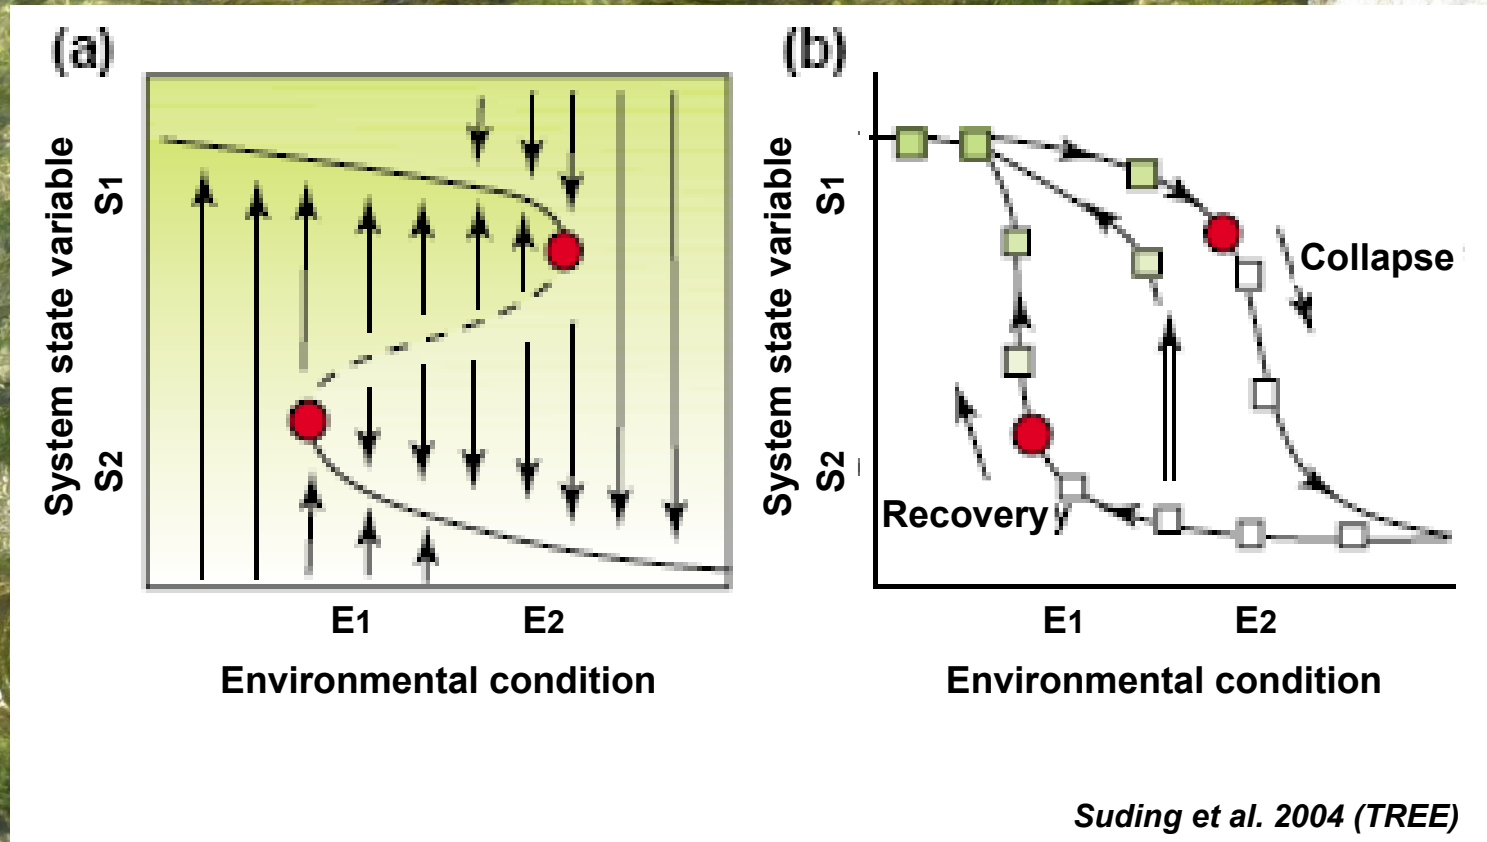 (a)
System state variable
S1
S2
E1
E2
Environmental condition
(b)
System state variable
S1
S2
Collapse
Recovery
E1
E2
Environmental condition
Suding et al. 2004 (TREE)